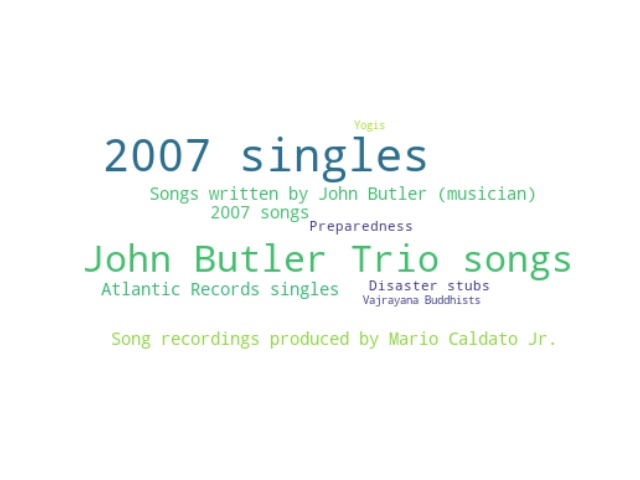 Yogis
2007 singles
Songs written by John Butler (musician)
2007 songs
Preparedness
John Butler Trio songs
Disaster stubs
Atlantic Records singles
Vajrayana Buddhists
Song recordings produced by Mario Caldato Jr.